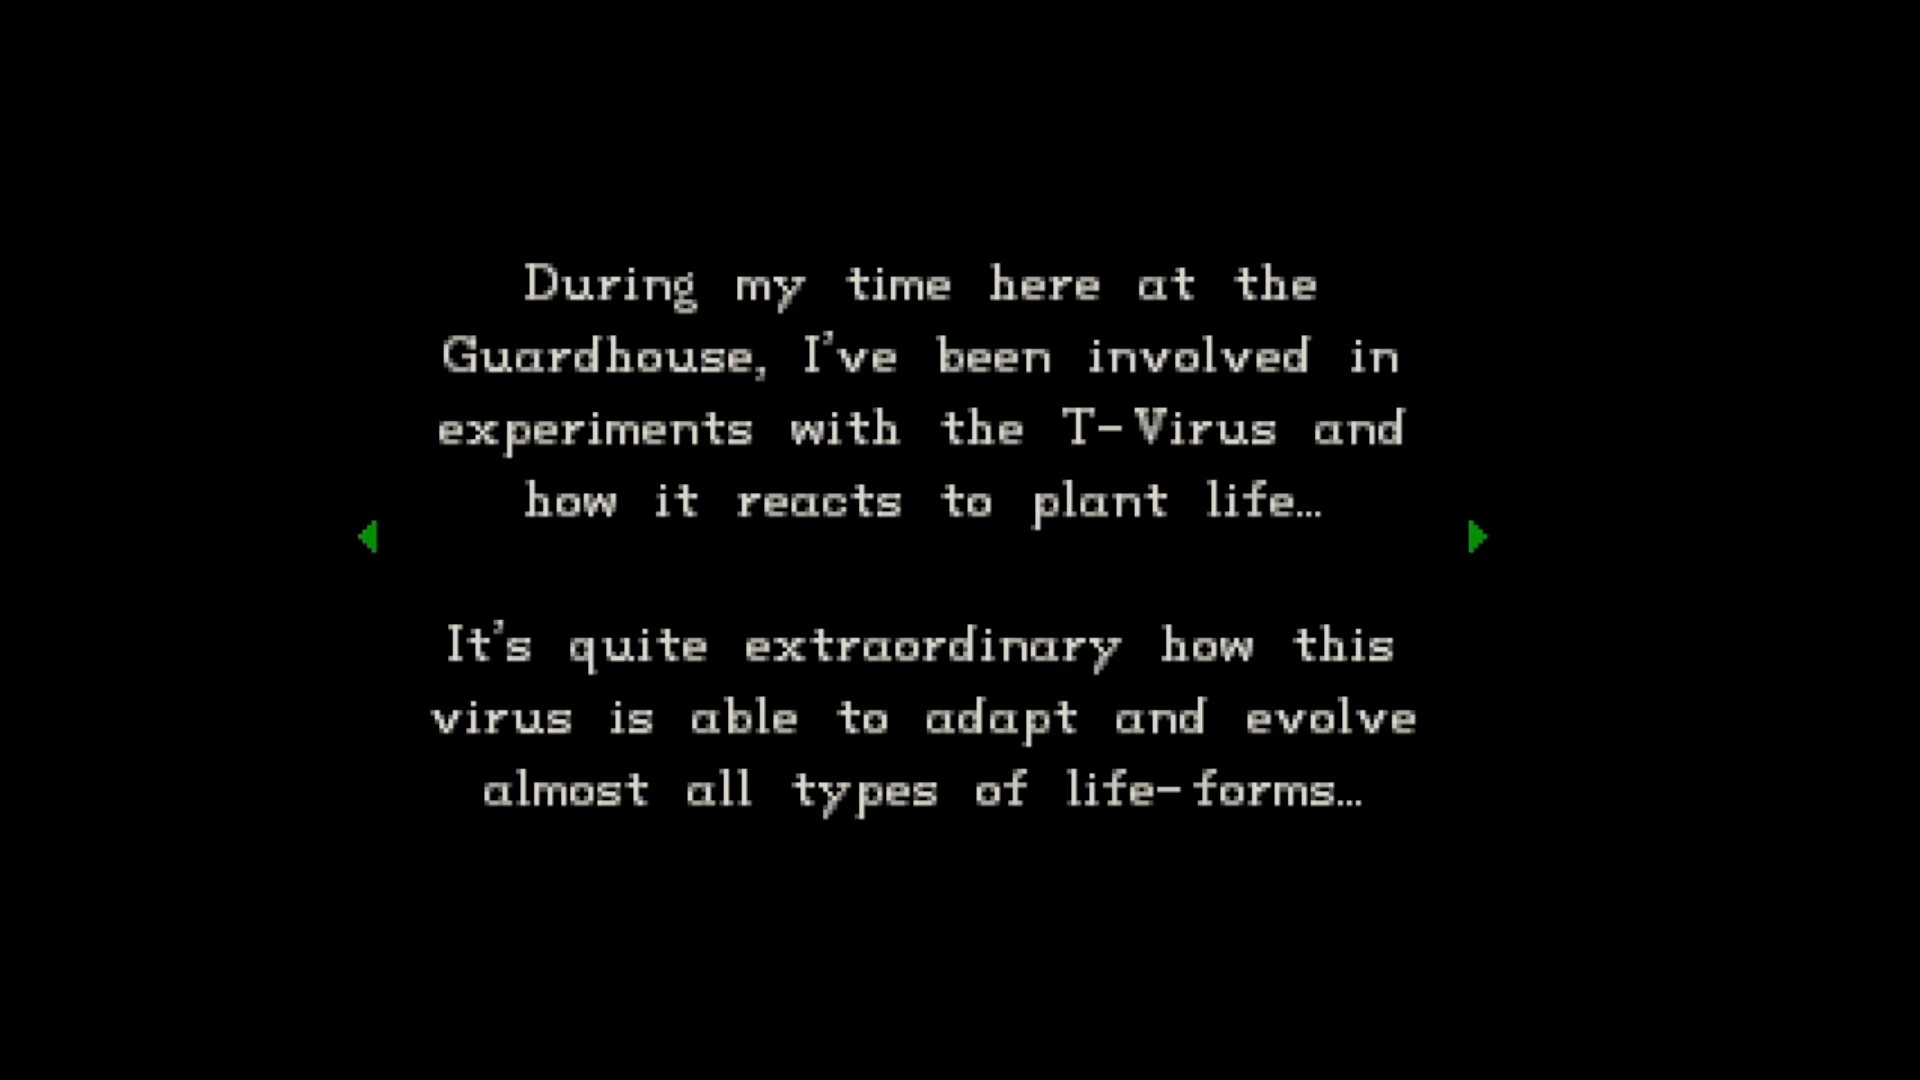 During my time here at the
Guardhouse, I've been involved in
experiments with the T-Virus and
how it reacts to plant life...
It's quite extraordinary how this
virus is able to adapt and evolve
almost all types of life-forms...